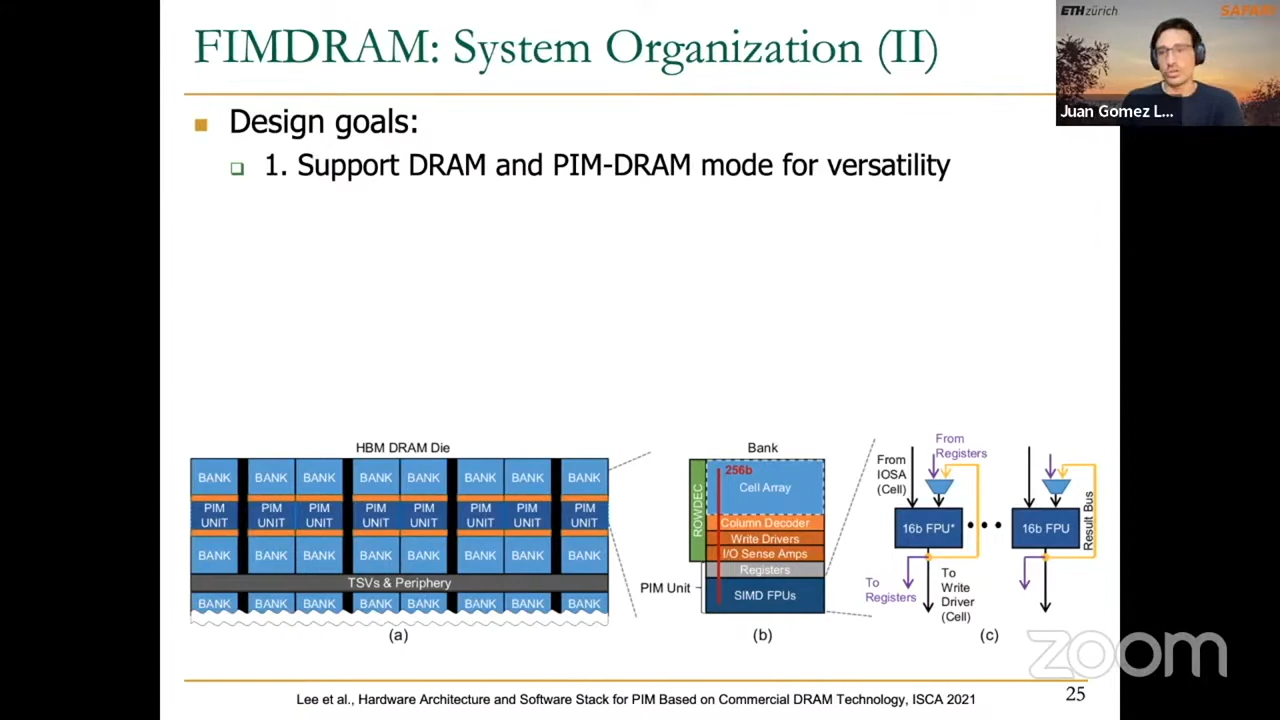 FIMDRAM: System Organization (II)
ETH zürich
SAFARI
Juan Gomez L...
Design goals:
1. Support DRAM and PIM-DRAM mode for versatility
HBM DRAM Die
BANK BANK BANK BANK BANK BANK BANK BANK
PIM UNIT PIM UNIT PIM UNIT PIM UNIT PIM UNIT PIM UNIT PIM UNIT PIM UNIT
BANK BANK BANK BANK BANK BANK BANK BANK
TSVs & Periphery
BANK BANK BANK BANK BANK BANK BANK BANK
(a)
Bank
ROWDEC
256b
Cell Array
Column Decoder
Write Drivers
I/O Sense Amps
Registers
PIM Unit
SIMD FPUs
(b)
From
Registers
From
IOSA
(Cell)
16b FPU*
16b FPU
Result Bus
To
Registers
To
Write
Driver
(Cell)
(c)
zoom
Lee et al., Hardware Architecture and Software Stack for PIM Based on Commercial DRAM Technology, ISCA 2021
25